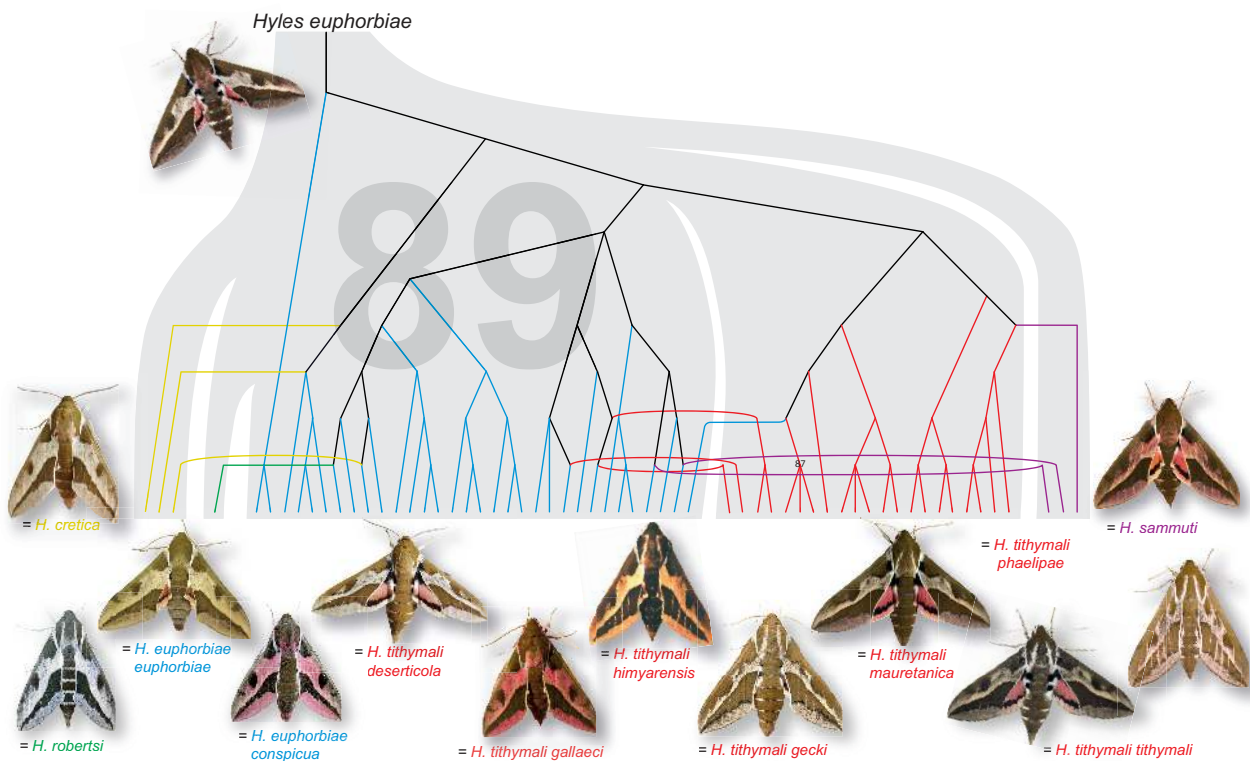 Hyles euphorbiae
89
87
= H. cretica
= H. sammuti
= H. tithymali
phaelipae
= H. euphorbiae
euphorbiae
= H. tithymali
deserticola
= H. tithymali
himyarensis
= H. tithymali
mauretanica
= H. robertsi
= H. euphorbiae
conspicua
= H. tithymali gallaeci
= H. tithymali gecki
= H. tithymali tithymali